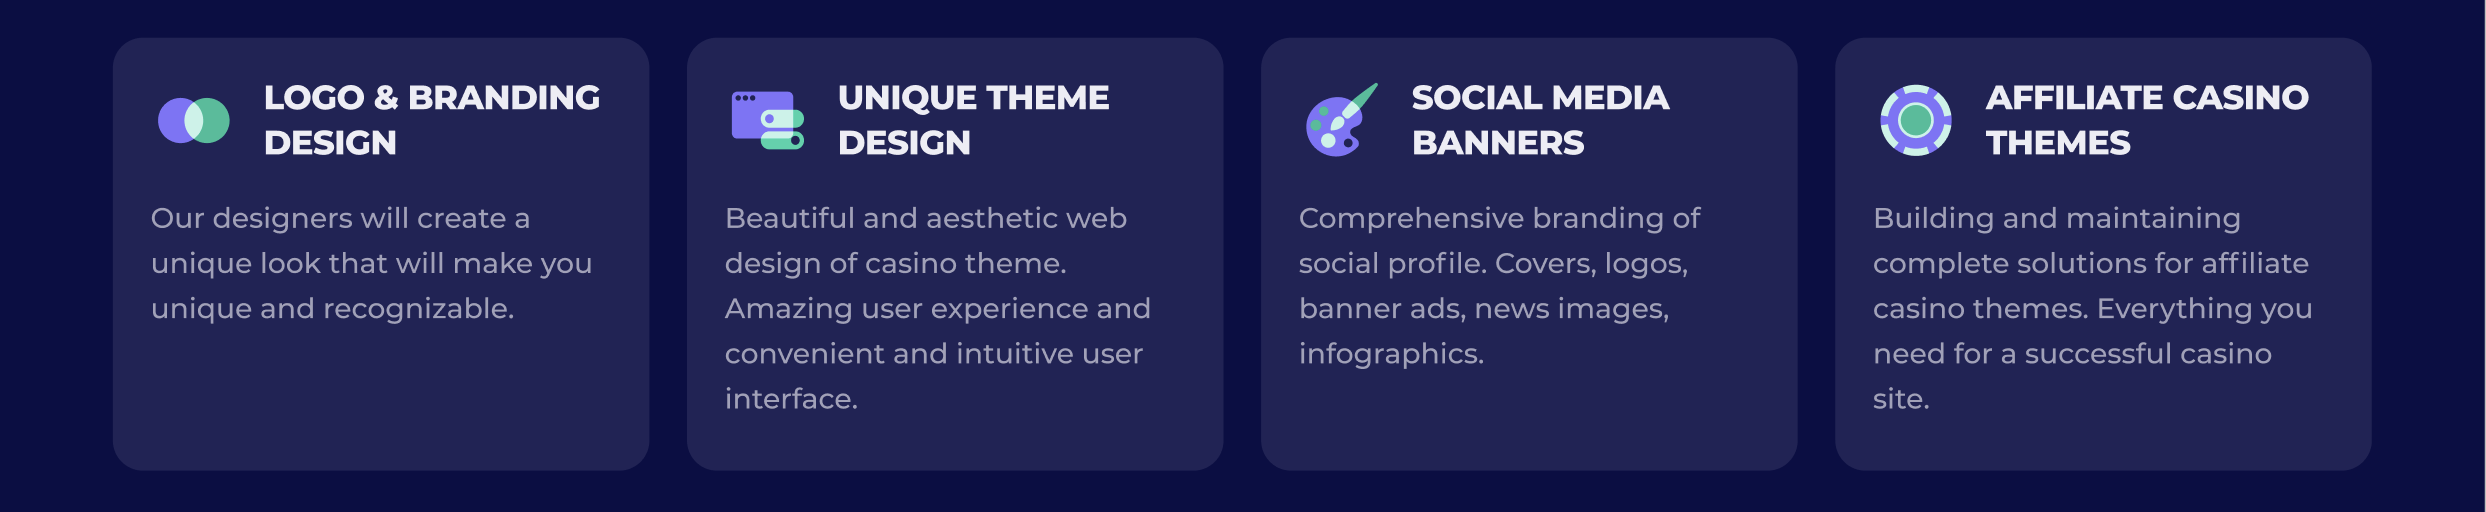 LOGO & BRANDING
DESIGN
Our designers will create a
unique look that will make you
unique and recognizable.
UNIQUE THEME
DESIGN
Beautiful and aesthetic web
design of casino theme.
Amazing user experience and
convenient and intuitive user
interface.
SOCIAL MEDIA
BANNERS
Comprehensive branding of
social profile. Covers, logos,
banner ads, news images,
infographics.
AFFILIATE CASINO
THEMES
Building and maintaining
complete solutions for affiliate
casino themes. Everything you
need for a successful casino
site.